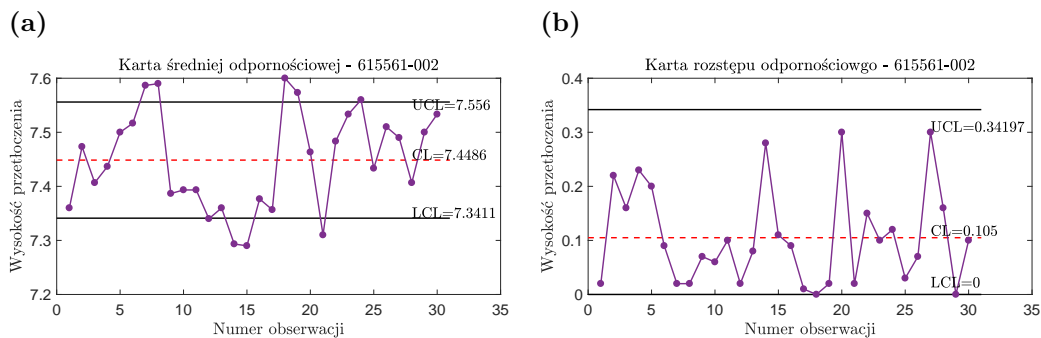 (a)
Karta średniej odpornościowej - 615561-002
Wysokość przetłoczenia
7.6
7.5
7.4
7.3
7.2
UCL=7.556
CL=7.4486
LCL=7.3411
0 5 10 15 20 25 30 35
Numer obserwacji
(b)
Karta rozstępu odpornościowgo - 615561-002
Wysokość przetłoczenia
0.4
0.3
0.2
0.1
0
UCL=0.34197
CL=0.105
LCL=0
0 5 10 15 20 25 30 35
Numer obserwacji